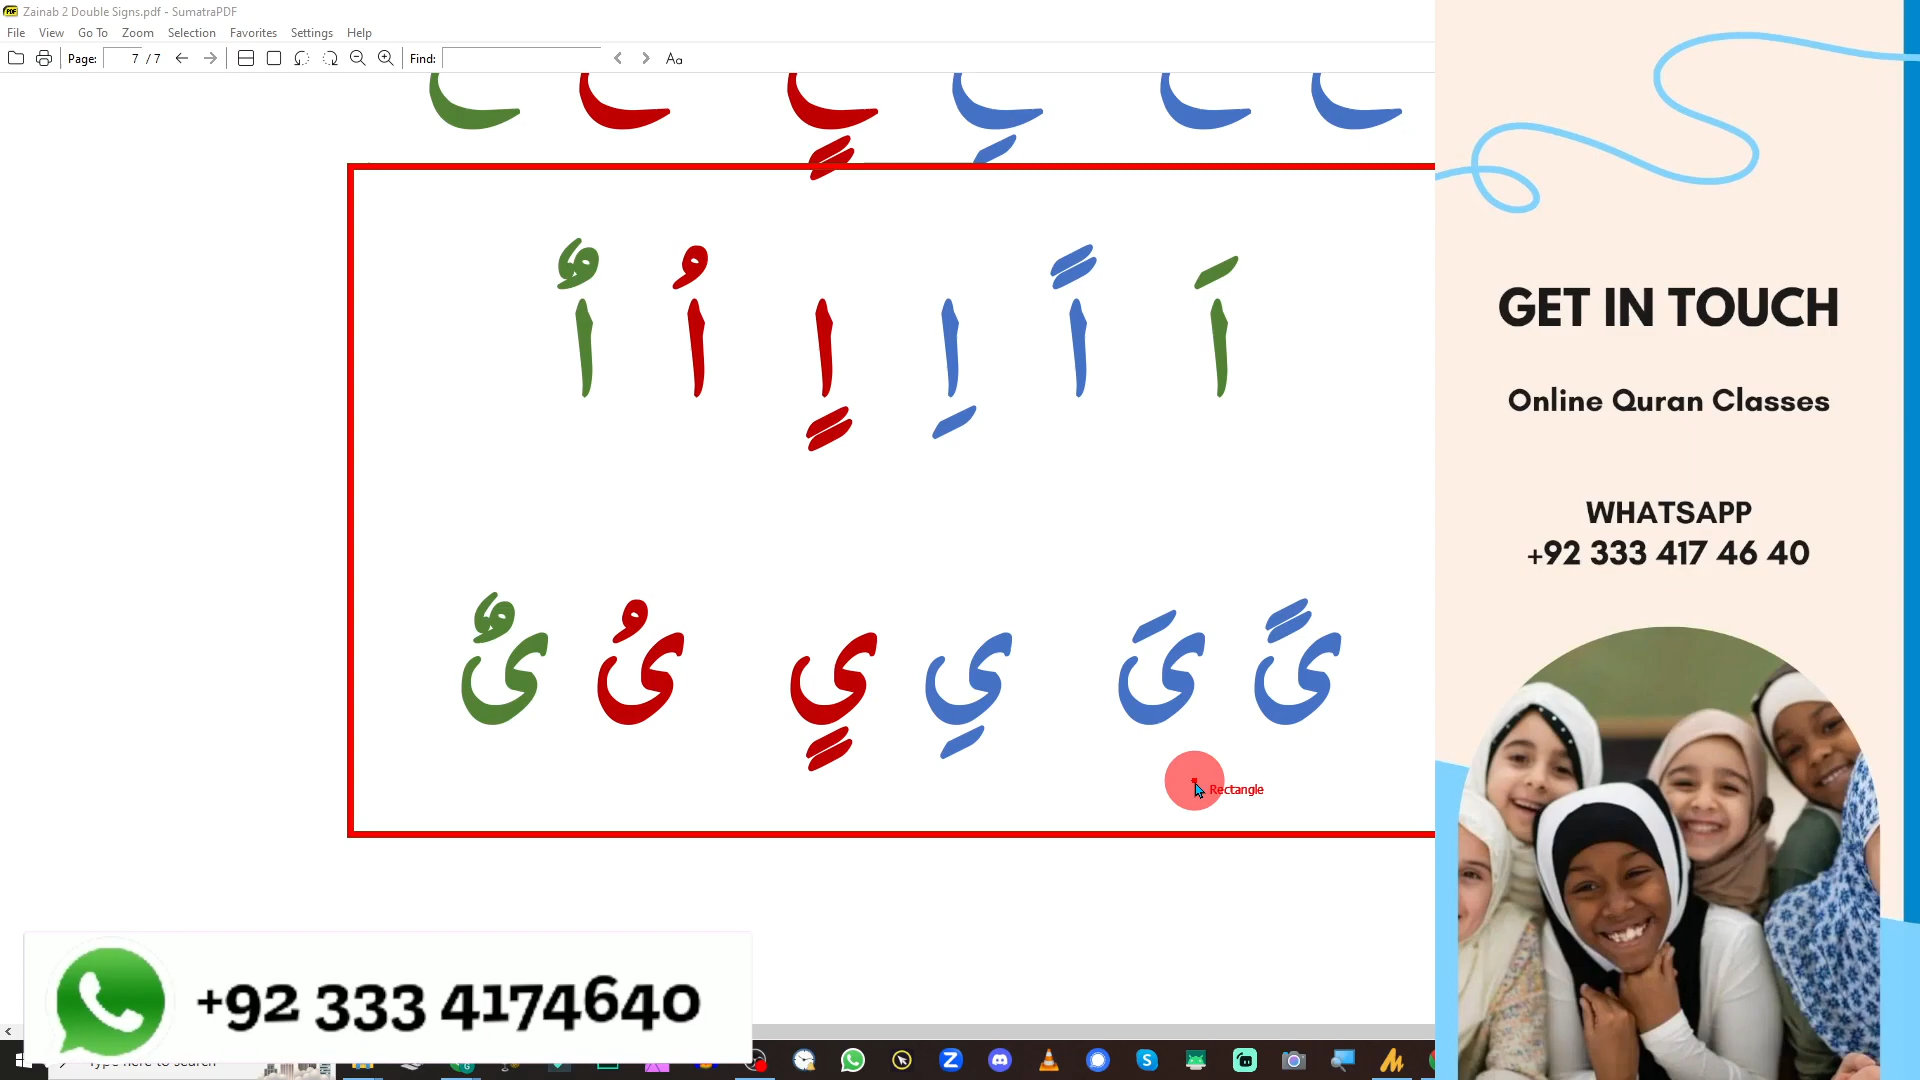 Zainab 2 Double Signs.pdf - SumatraPDF
File View Go To Zoom Selection Favorites Settings Help
Page: 7 / 7 Find: Aa
اَ اً اِ اٍ اُ اٌ
ىً ىَ ىِ ىٍ ىُ ىٌ
Rectangle
GET IN TOUCH
Online Quran Classes
WHATSAPP
+92 333 417 46 40
+92 333 4174640